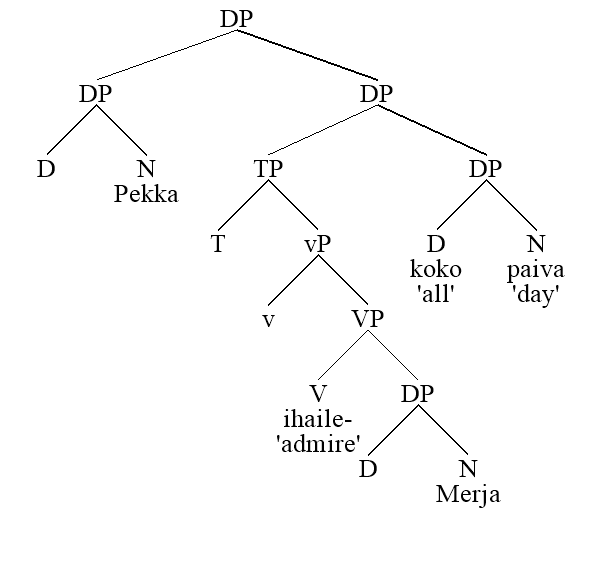 DP
DP DP
D N TP DP
Pekka
T vP D N
koko paiva
'all' 'day'
v VP
V DP
ihaile-
'admire'
D N
Merja